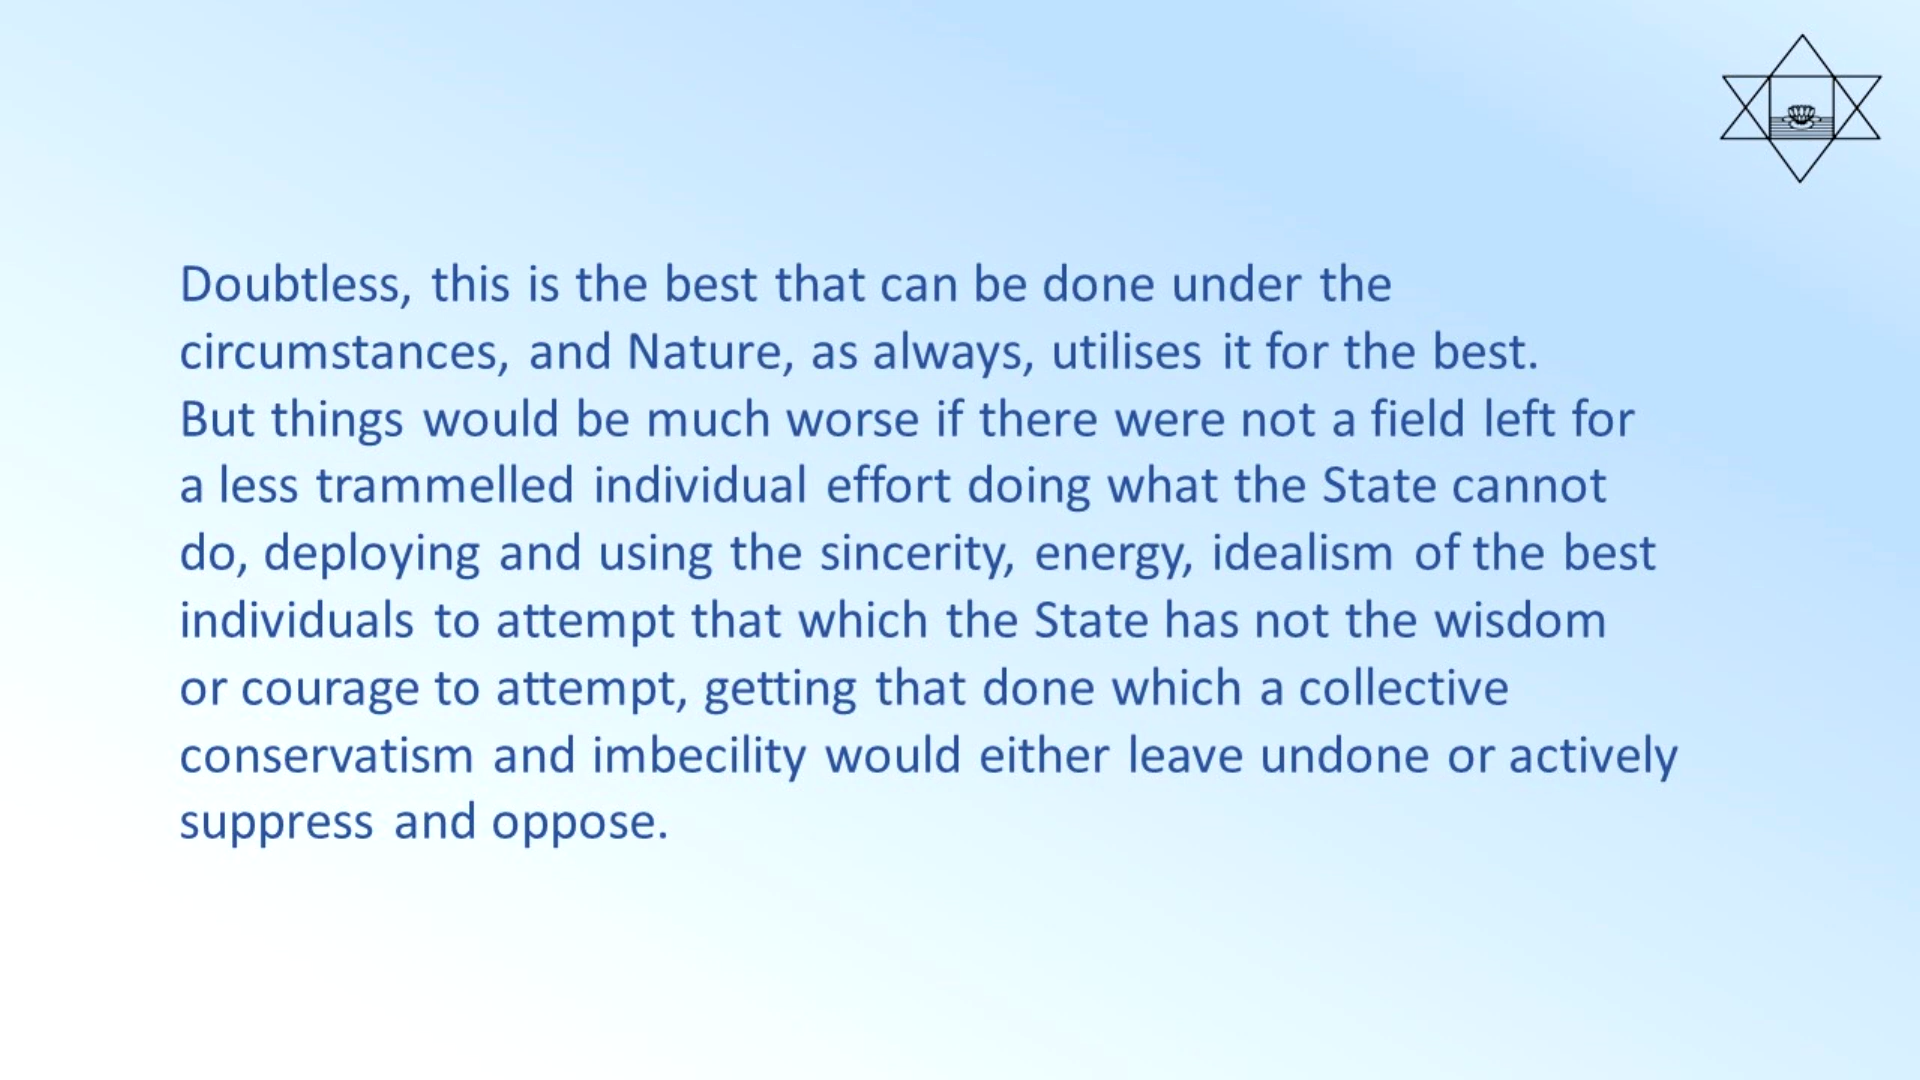 Doubtless, this is the best that can be done under the
circumstances, and Nature, as always, utilises it for the best.
But things would be much worse if there were not a field left for
a less trammelled individual effort doing what the State cannot
do, deploying and using the sincerity, energy, idealism of the best
individuals to attempt that which the State has not the wisdom
or courage to attempt, getting that done which a collective
conservatism and imbecility would either leave undone or actively
suppress and oppose.